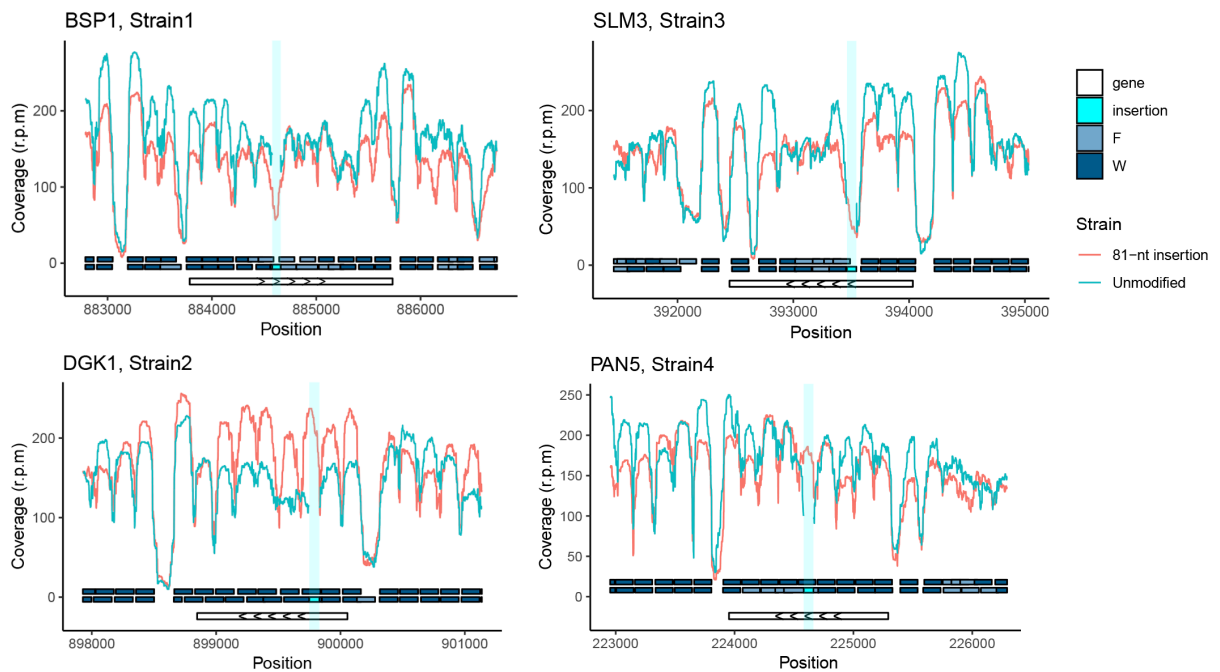 BSP1, Strain1
Coverage (r.p.m)
200
100
0
883000 884000 885000 886000
Position
SLM3, Strain3
Coverage (r.p.m)
200
100
0
392000 393000 394000 395000
Position
gene
insertion
F
W
Strain
81−nt insertion
Unmodified
DGK1, Strain2
Coverage (r.p.m)
200
100
0
898000 899000 900000 901000
Position
PAN5, Strain4
Coverage (r.p.m)
250
200
150
100
50
0
223000 224000 225000 226000
Position